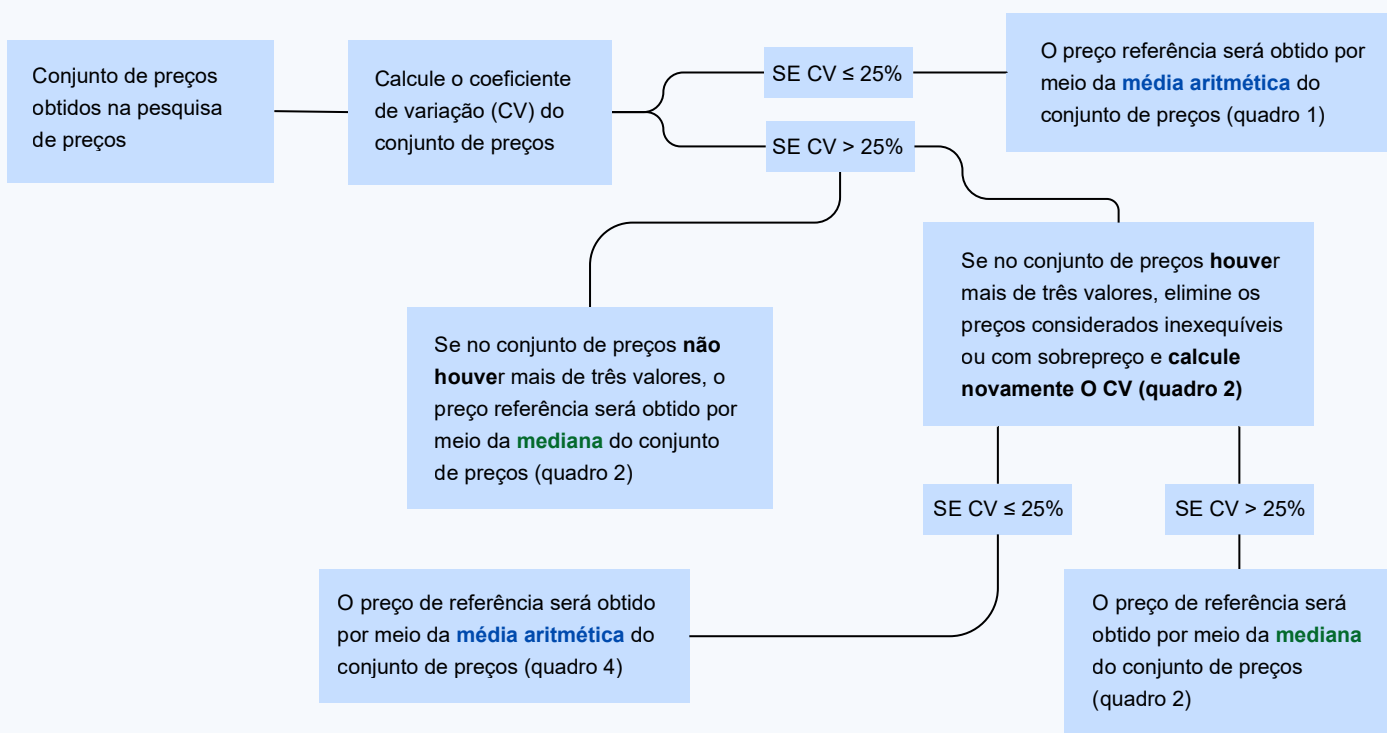 Conjunto de preços
obtidos na pesquisa
de preços
Calcule o coeficiente
de variação (CV) do
conjunto de preços
SE CV ≤ 25%
O preço referência será obtido por
meio da média aritmética do
conjunto de preços (quadro 1)
SE CV > 25%
Se no conjunto de preços não
houver mais de três valores, o
preço referência será obtido por
meio da mediana do conjunto
de preços (quadro 2)
Se no conjunto de preços houver
mais de três valores, elimine os
preços considerados inexequíveis
ou com sobrepreço e calcule
novamente O CV (quadro 2)
SE CV ≤ 25%
SE CV > 25%
O preço de referência será obtido
por meio da média aritmética do
conjunto de preços (quadro 4)
O preço de referência será
obtido por meio da mediana
do conjunto de preços
(quadro 2)